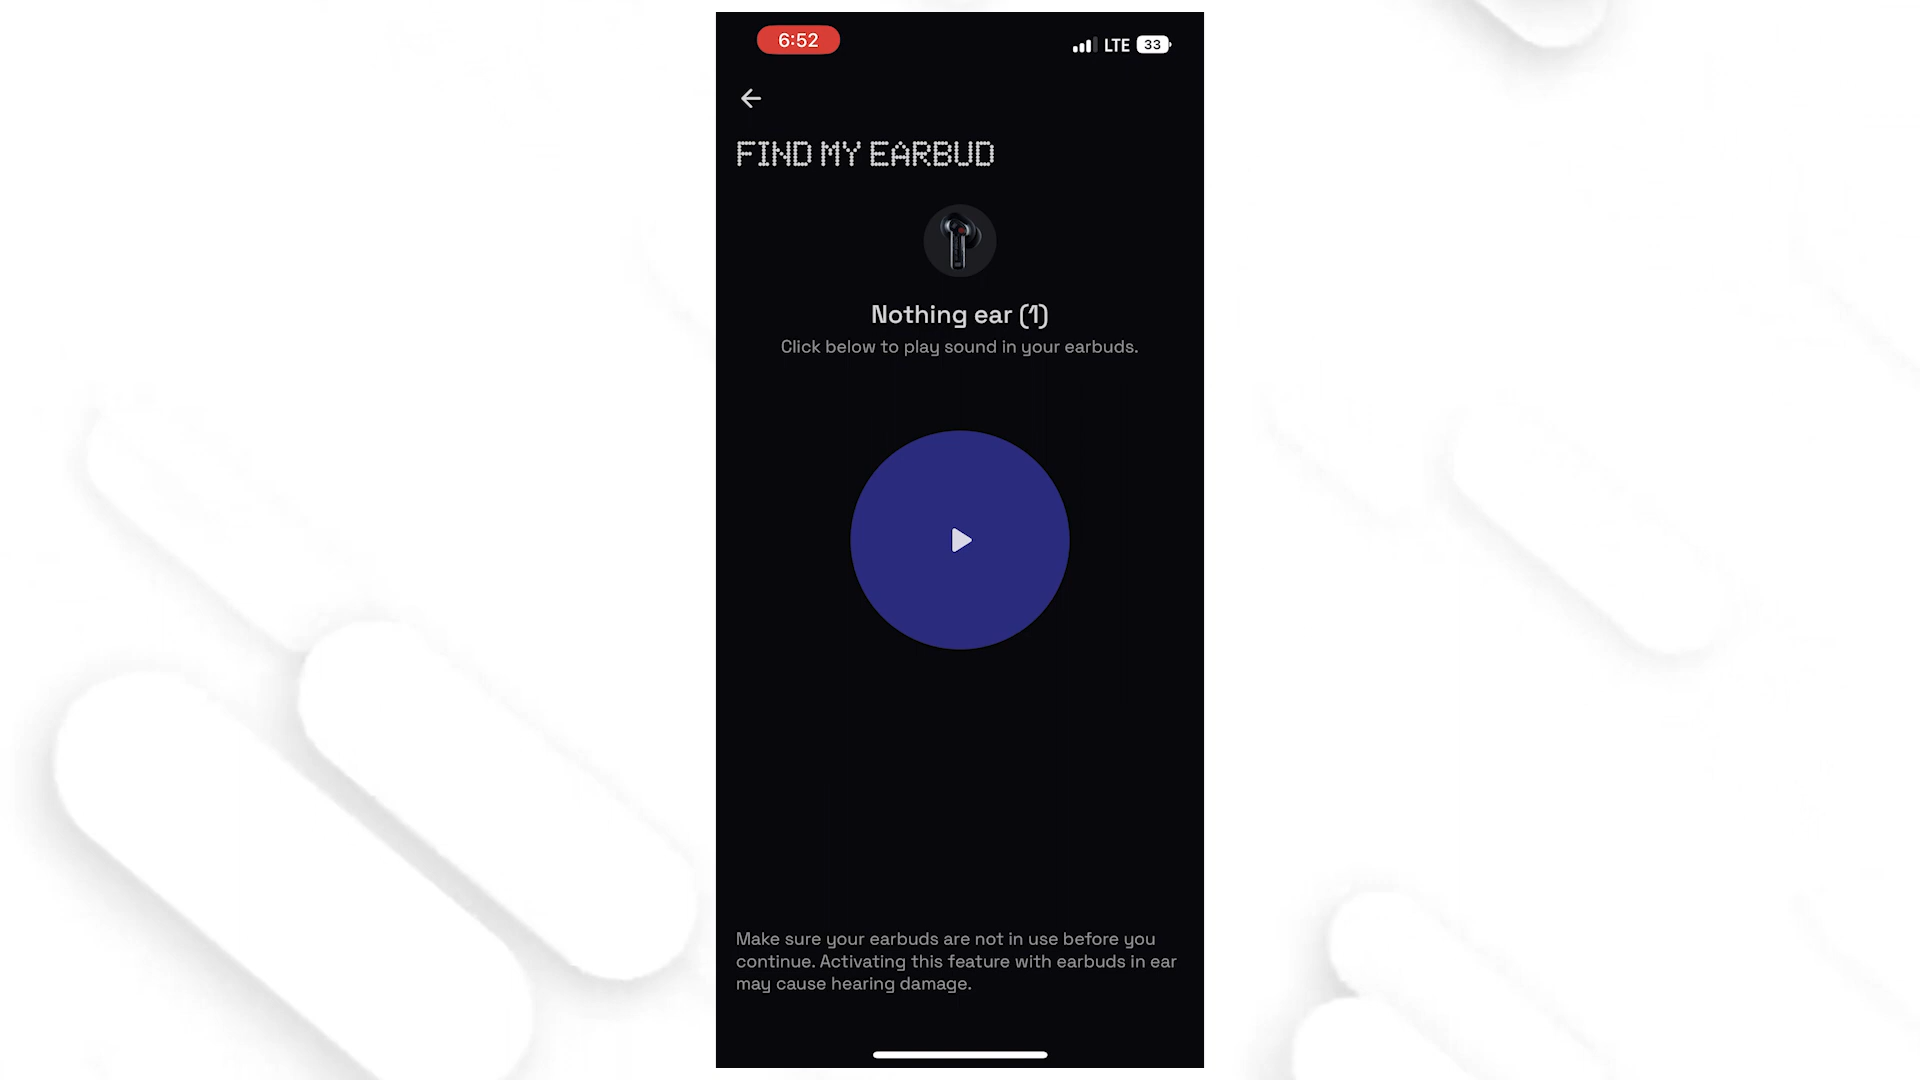 6:52
LTE 33
FIND MY EARBUD
Nothing ear (1)
Click below to play sound in your earbuds.
Make sure your earbuds are not in use before you
continue. Activating this feature with earbuds in ear
may cause hearing damage.